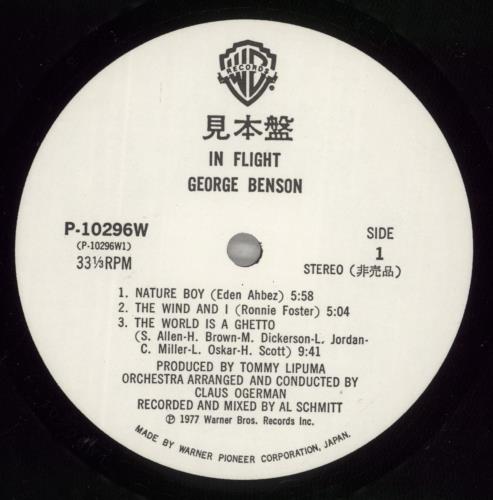 WB
RECORDS
見本盤
IN FLIGHT
GEORGE BENSON
P-10296W
(P-10296W1)
33⅓RPM
SIDE
1
STEREO (非売品)
1. NATURE BOY (Eden Ahbez) 5:58
2. THE WIND AND I (Ronnie Foster) 5:04
3. THE WORLD IS A GHETTO
(S. Allen-H. Brown-M. Dickerson-L. Jordan-
C. Miller-L. Oskar-H. Scott) 9:41
PRODUCED BY TOMMY LIPUMA
ORCHESTRA ARRANGED AND CONDUCTED BY
CLAUS OGERMAN
RECORDED AND MIXED BY AL SCHMITT
℗ 1977 Warner Bros. Records Inc.
MADE BY WARNER PIONEER CORPORATION, JAPAN.